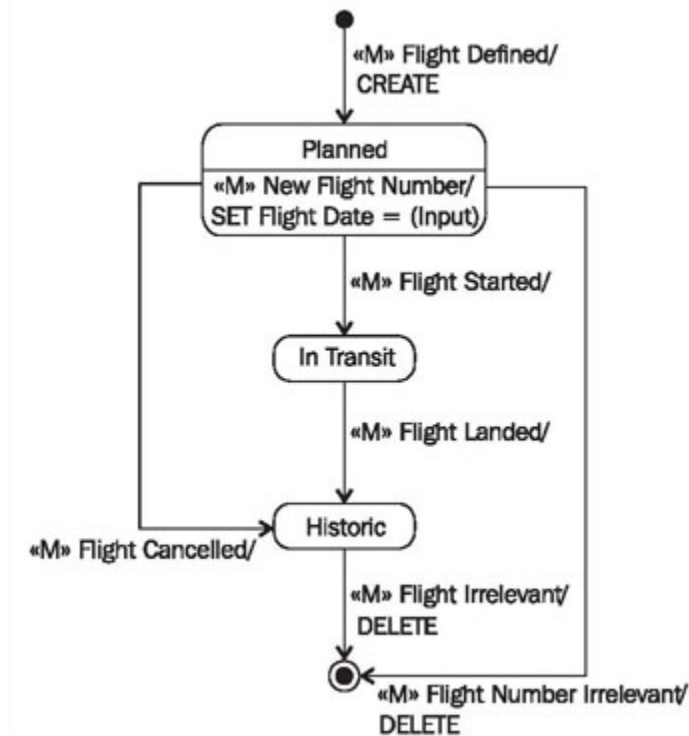 «M» Flight Defined/
CREATE
Planned
«M» New Flight Number/
SET Flight Date = (Input)
«M» Flight Started/
In Transit
«M» Flight Landed/
Historic
«M» Flight Cancelled/
«M» Flight Irrelevant/
DELETE
«M» Flight Number Irrelevant/
DELETE